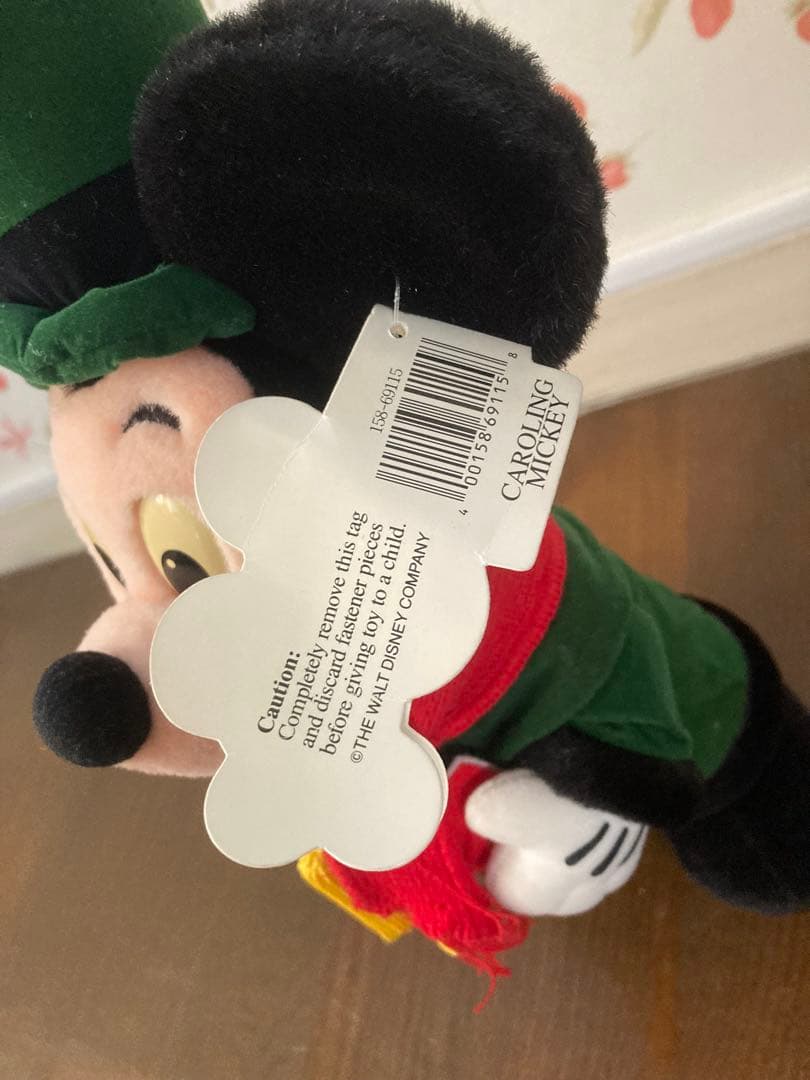 158-69115
4 00158 69115 8
CAROLING
MICKEY
Caution:
Completely remove this tag
and discard fastener pieces
before giving toy to a child.
©THE WALT DISNEY COMPANY